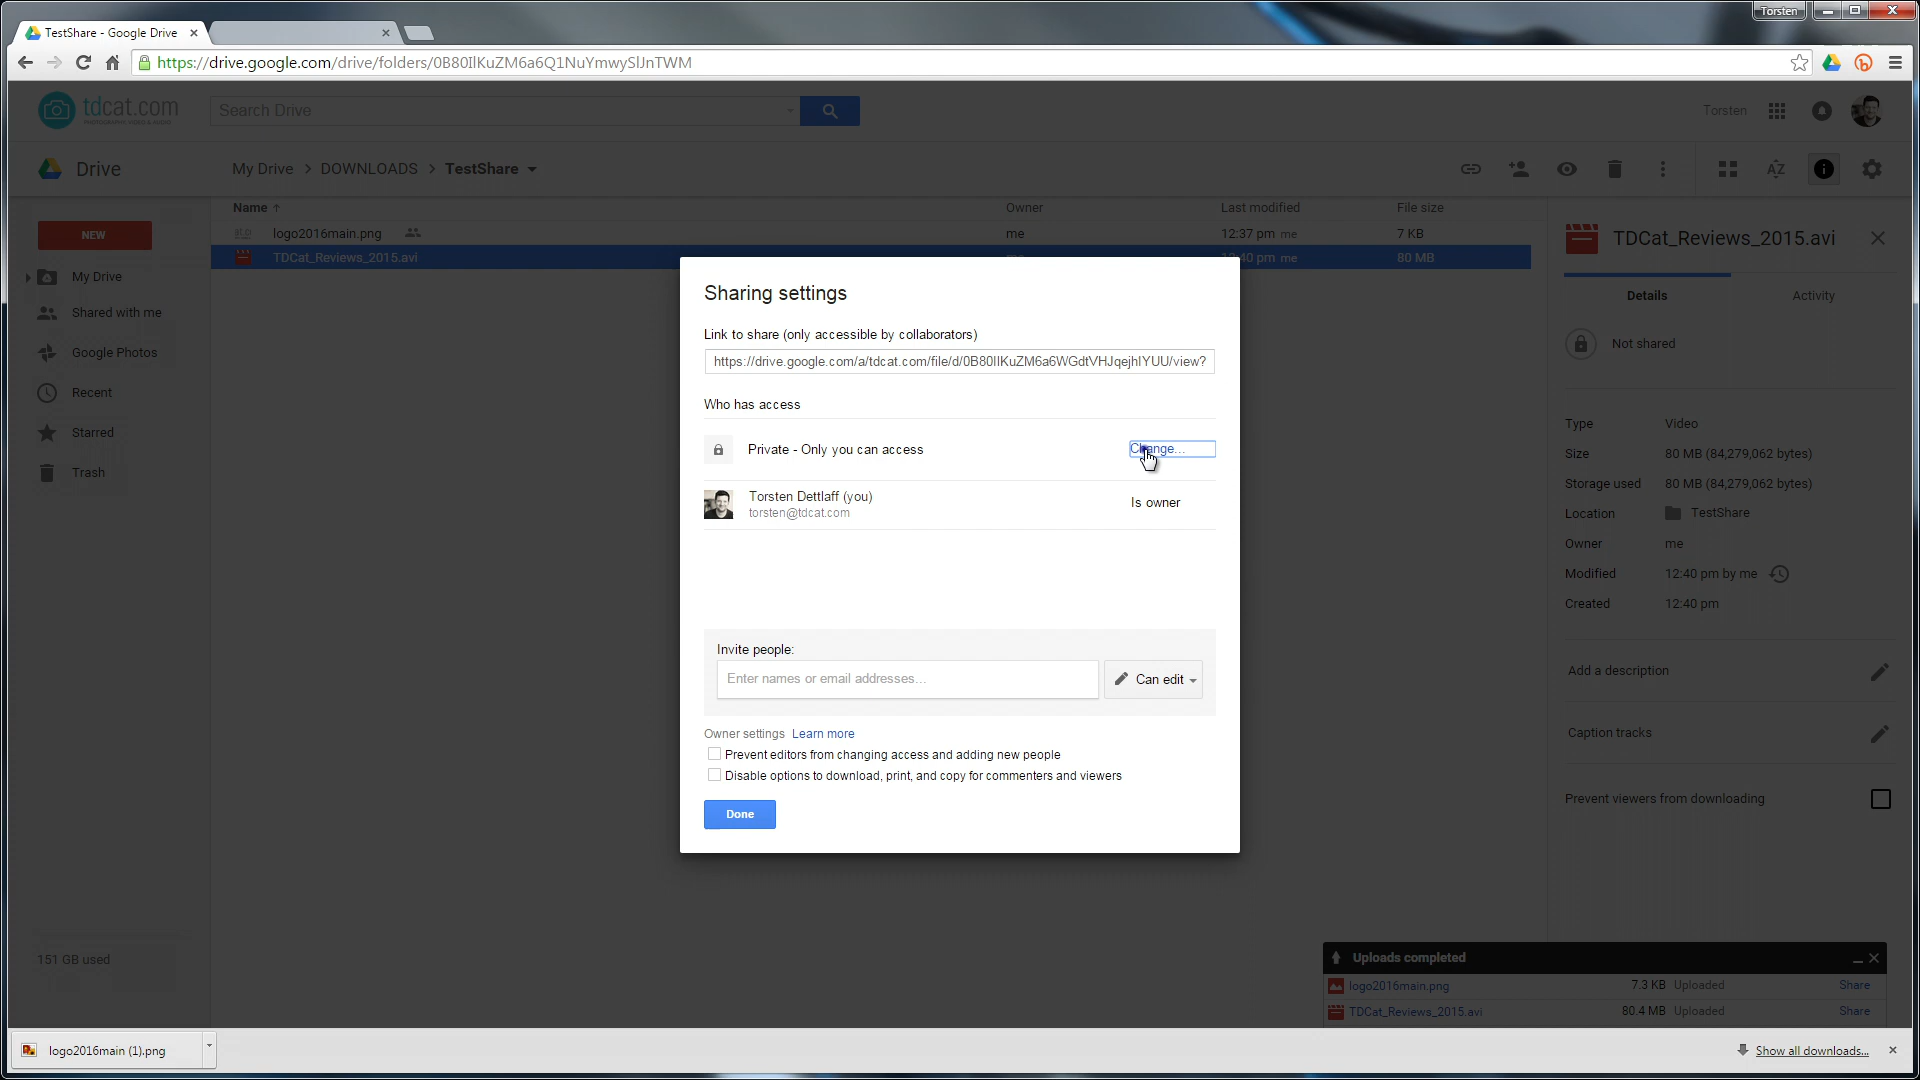 Torsten
TestShare - Google Drive
https://drive.google.com/drive/folders/0B80IlKuZM6a6Q1NuYmwySlJnTWM
tdcat.com
Search Drive
Torsten
Drive
My Drive > DOWNLOADS > TestShare
AZ
Name
Owner
Last modified
File size
NEW
logo2016main.png
me
12:37 pm me
7 KB
TDCat_Reviews_2015.avi
pm me
80 MB
TDCat_Reviews_2015.avi
My Drive
Shared with me
Google Photos
Recent
Starred
Trash
151 GB used
Sharing settings
Link to share (only accessible by collaborators)
https://drive.google.com/a/tdcat.com/file/d/0B80IlKuZM6a6WGdtVHJqejhIYUU/view?
Who has access
Private - Only you can access
Change...
Torsten Dettlaff (you)
torsten@tdcat.com
Is owner
Invite people:
Enter names or email addresses...
Can edit
Owner settings Learn more
Prevent editors from changing access and adding new people
Disable options to download, print, and copy for commenters and viewers
Done
Details
Activity
Not shared
Type Video
Size 80 MB (84,279,062 bytes)
Storage used 80 MB (84,279,062 bytes)
Location TestShare
Owner me
Modified 12:40 pm by me
Created 12:40 pm
Add a description
Caption tracks
Prevent viewers from downloading
Uploads completed
logo2016main.png 7.3 KB Uploaded Share
TDCat_Reviews_2015.avi 80.4 MB Uploaded Share
logo2016main (1).png
Show all downloads...